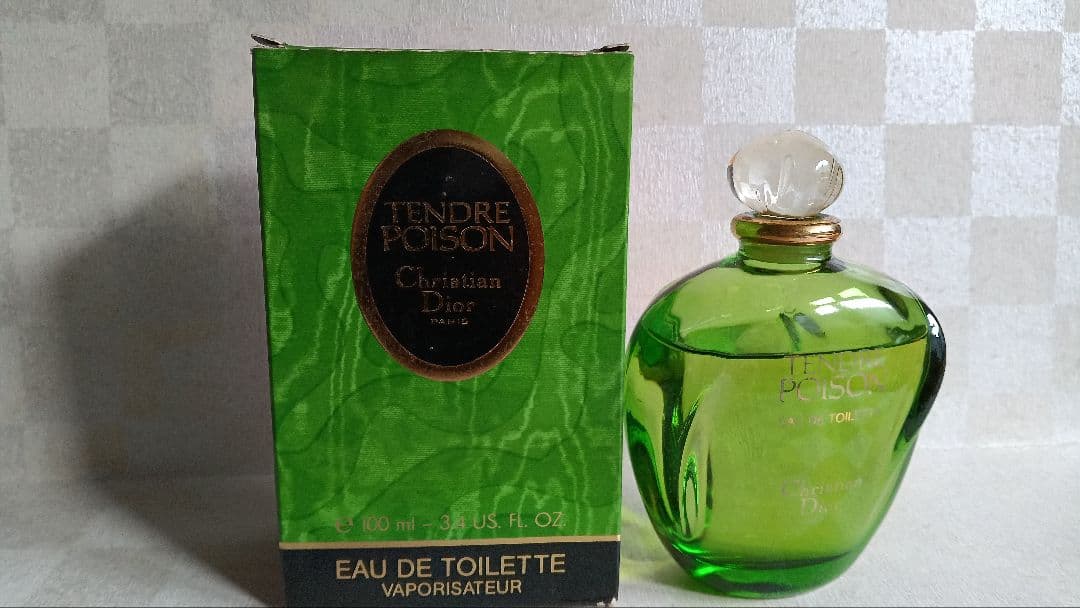 TENDRE
POISON
Christian
Dior
PARIS
e 100 ml - 3.4 US. FL. OZ.
EAU DE TOILETTE
VAPORISATEUR
TENDRE
POISON
EAU DE TOILETTE
Christian
Dior